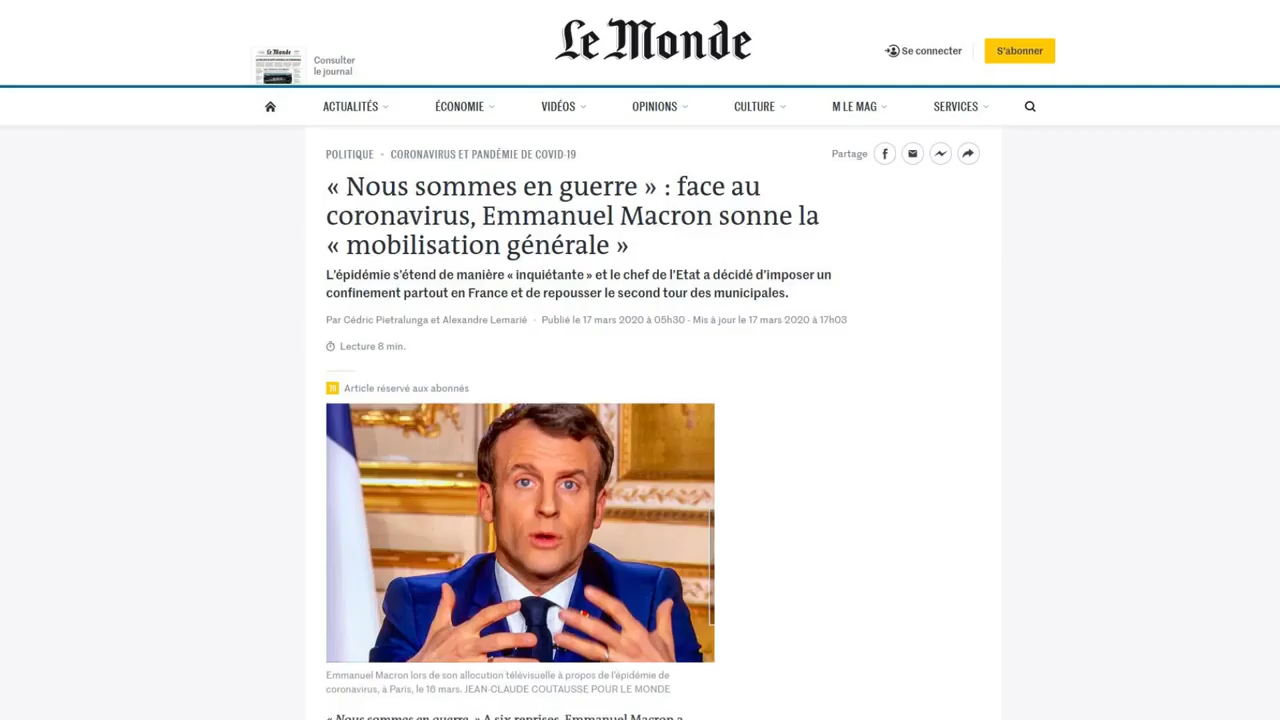 Le Monde
Consulter
le journal
Se connecter
S'abonner
ACTUALITÉS
ÉCONOMIE
VIDÉOS
OPINIONS
CULTURE
M LE MAG
SERVICES
POLITIQUE - CORONAVIRUS ET PANDÉMIE DE COVID-19
Partage
« Nous sommes en guerre » : face au
coronavirus, Emmanuel Macron sonne la
« mobilisation générale »
L'épidémie s'étend de manière « inquiétante » et le chef de l'Etat a décidé d'imposer un
confinement partout en France et de repousser le second tour des municipales.
Par Cédric Pietralunga et Alexandre Lemarié · Publié le 17 mars 2020 à 05h30 - Mis à jour le 17 mars 2020 à 17h03
Lecture 8 min.
Article réservé aux abonnés
Emmanuel Macron lors de son allocution télévisuelle à propos de l'épidémie de
coronavirus, à Paris, le 16 mars. JEAN-CLAUDE COUTAUSSE POUR LE MONDE
« Nous sommes en guerre. » A six reprises, Emmanuel Macron a